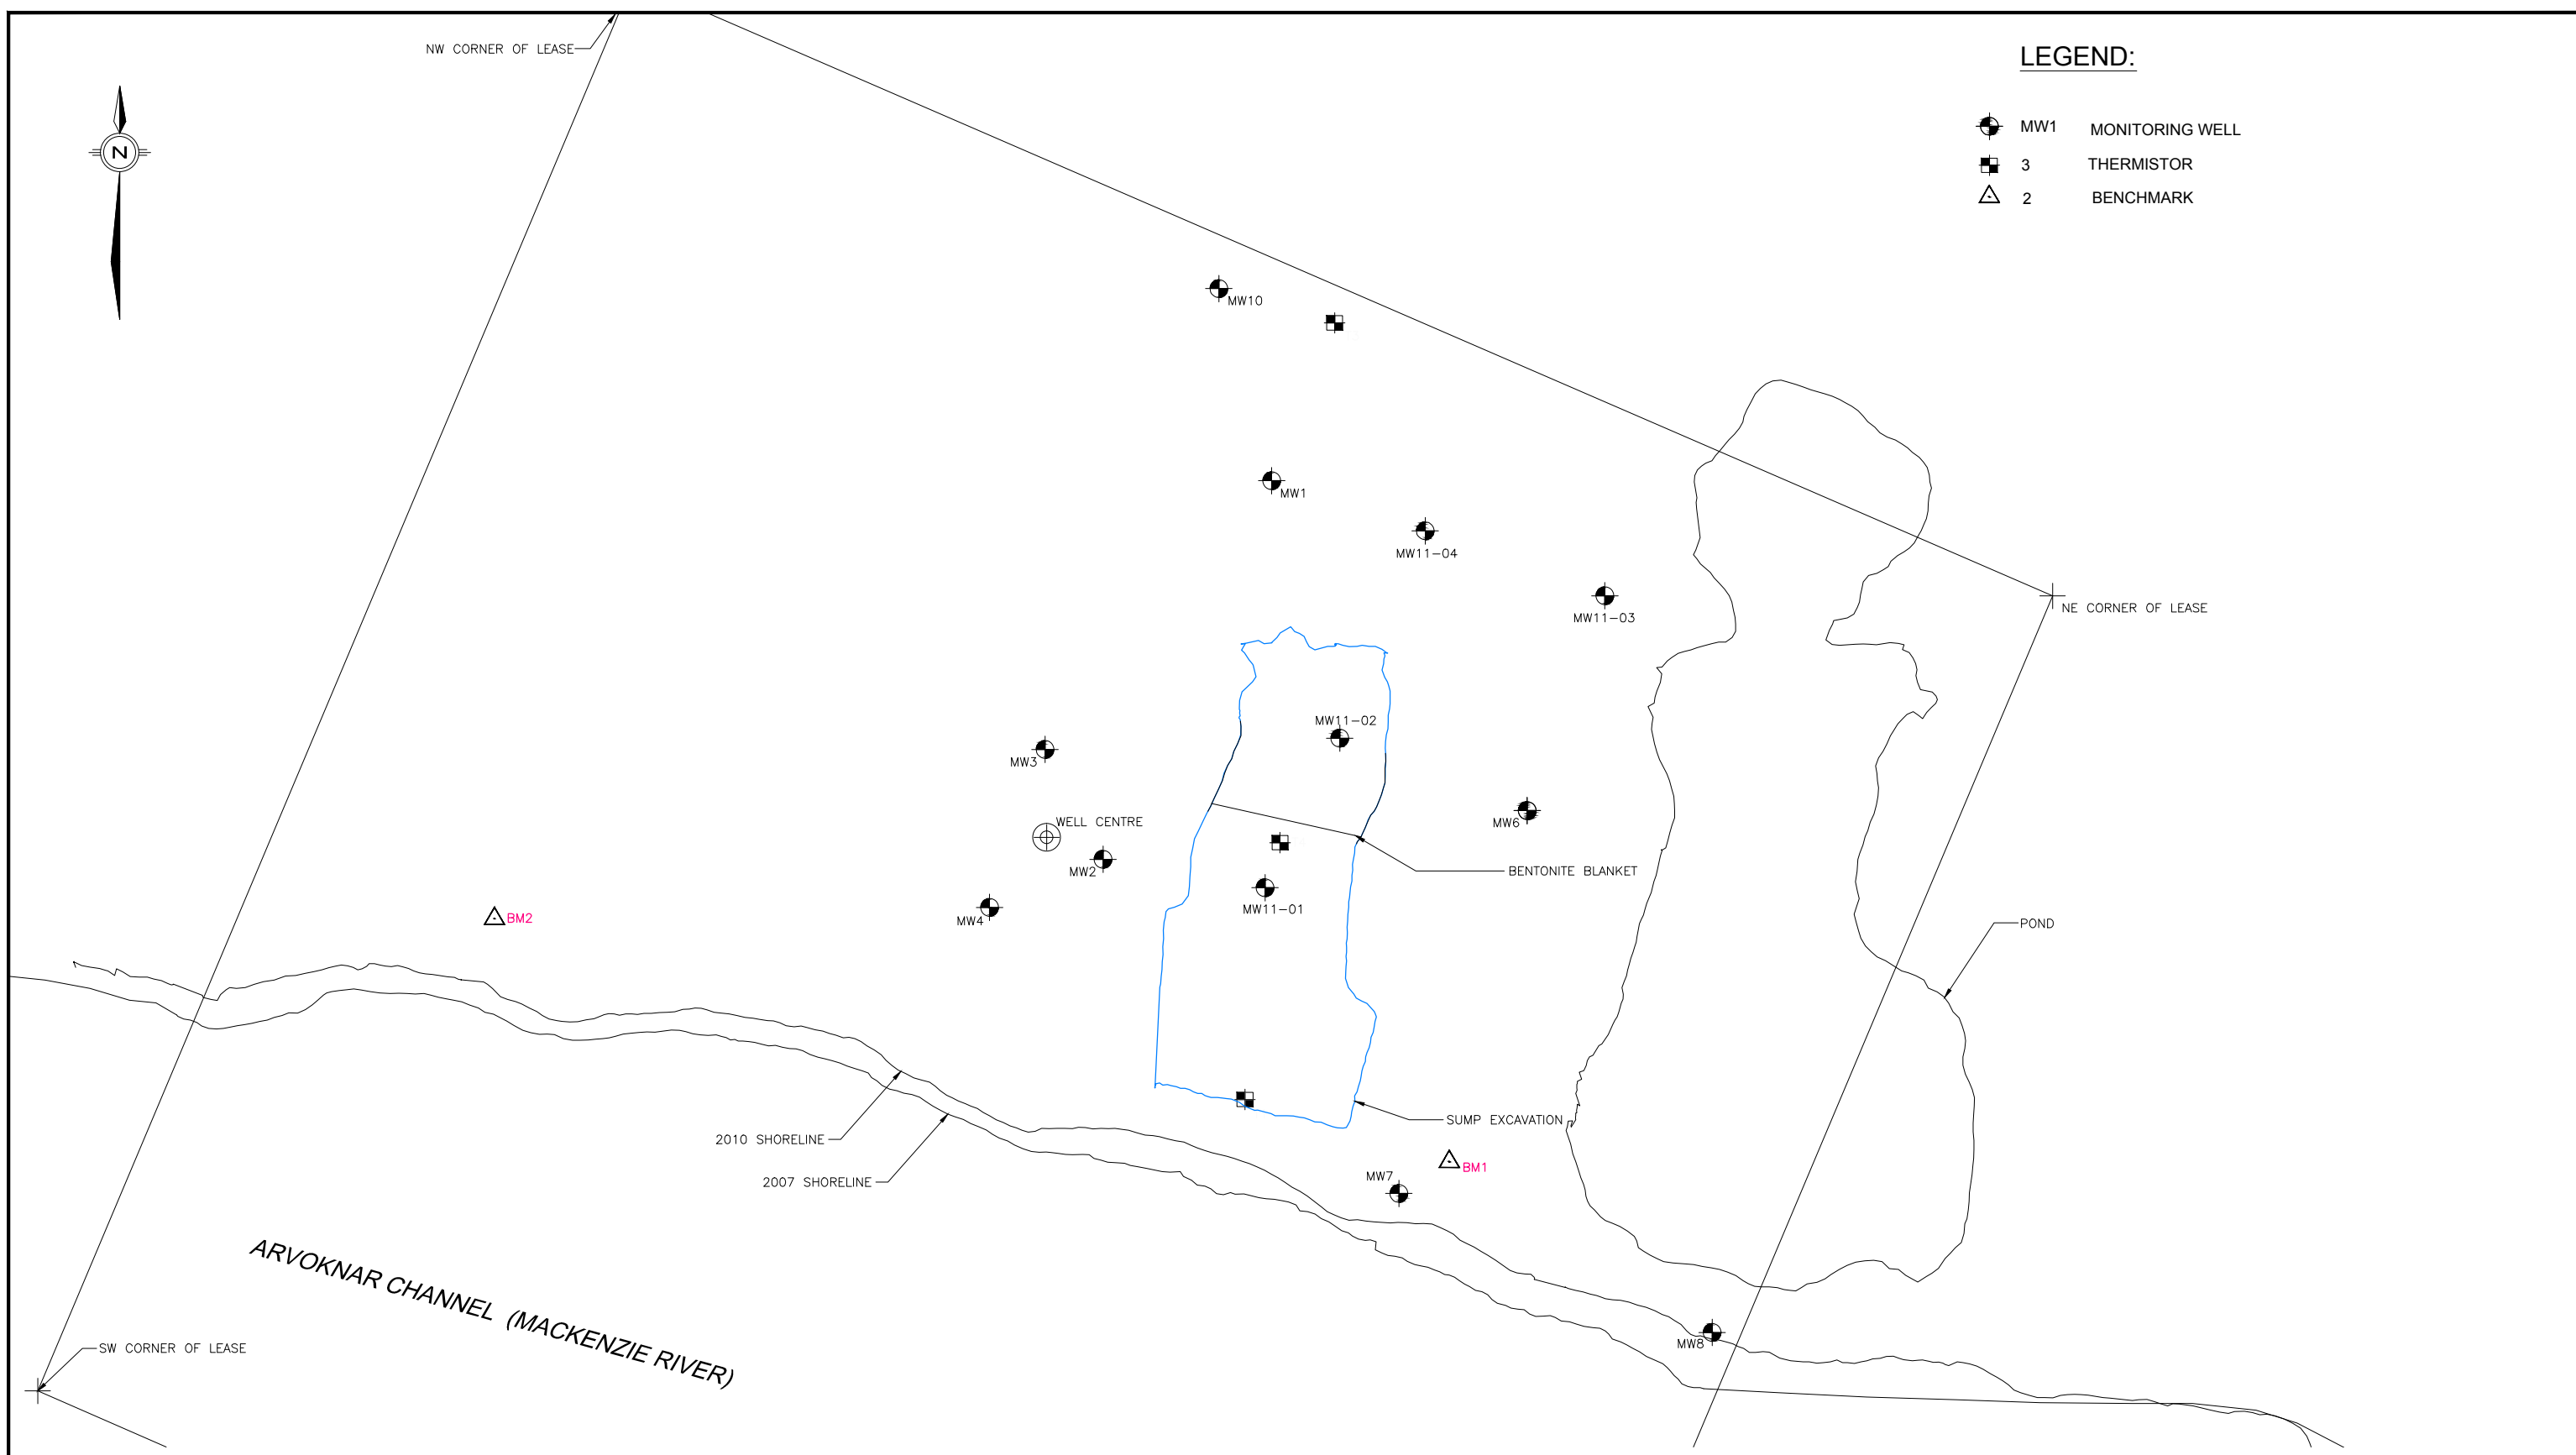 NW CORNER OF LEASE
LEGEND:
N
MW1 MONITORING WELL
3 THERMISTOR
2 BENCHMARK
MW10
MW1
MW11-04
MW11-03
NE CORNER OF LEASE
MW11-02
MW3
WELL CENTRE
MW6
MW2
BENTONITE BLANKET
MW11-01
MW4
BM2
POND
SUMP EXCAVATION
2010 SHORELINE
BM1
MW7
2007 SHORELINE
ARVOKNAR CHANNEL (MACKENZIE RIVER)
MW8
SW CORNER OF LEASE